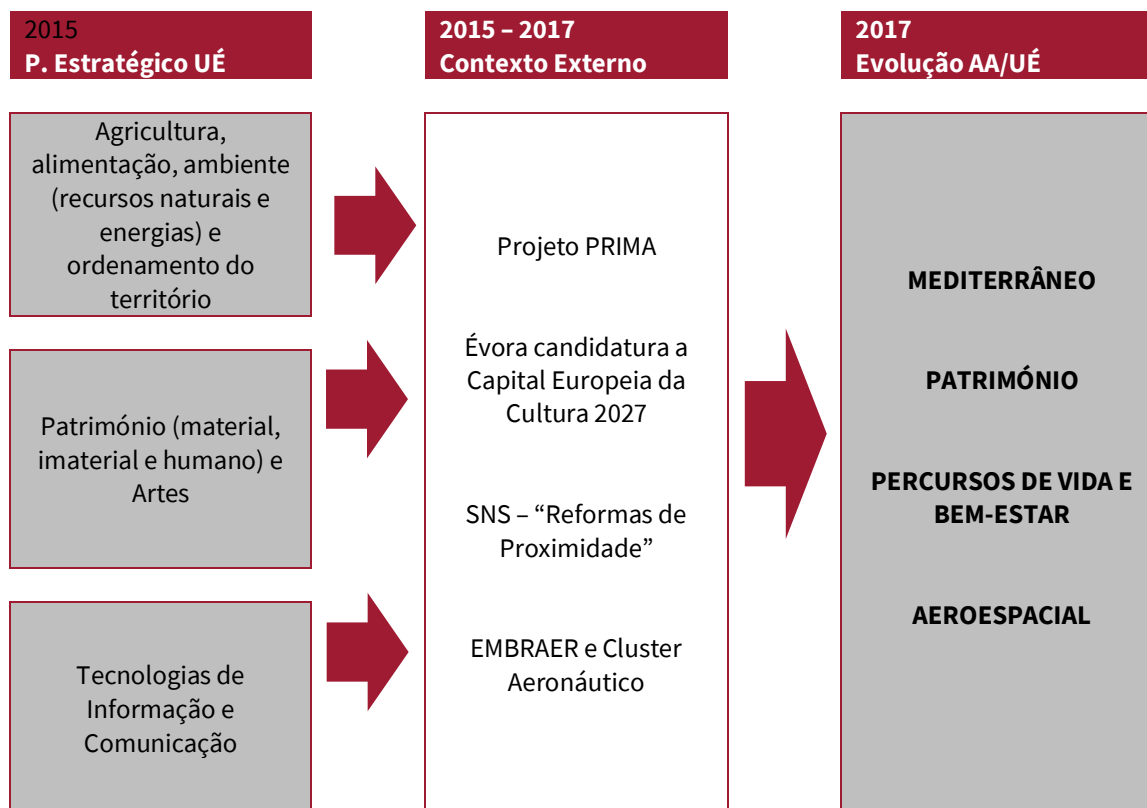 2015
P. Estratégico UÉ
2015 – 2017
Contexto Externo
2017
Evolução AA/UÉ
Agricultura,
alimentação, ambiente
(recursos naturais e
energias) e
ordenamento do
território
Património (material,
imaterial e humano) e
Artes
Tecnologias de
Informação e
Comunicação
Projeto PRIMA
Évora candidatura a
Capital Europeia da
Cultura 2027
SNS – “Reformas de
Proximidade”
EMBRAER e Cluster
Aeronáutico
MEDITERRÂNEO
PATRIMÓNIO
PERCURSOS DE VIDA E
BEM-ESTAR
AEROESPACIAL